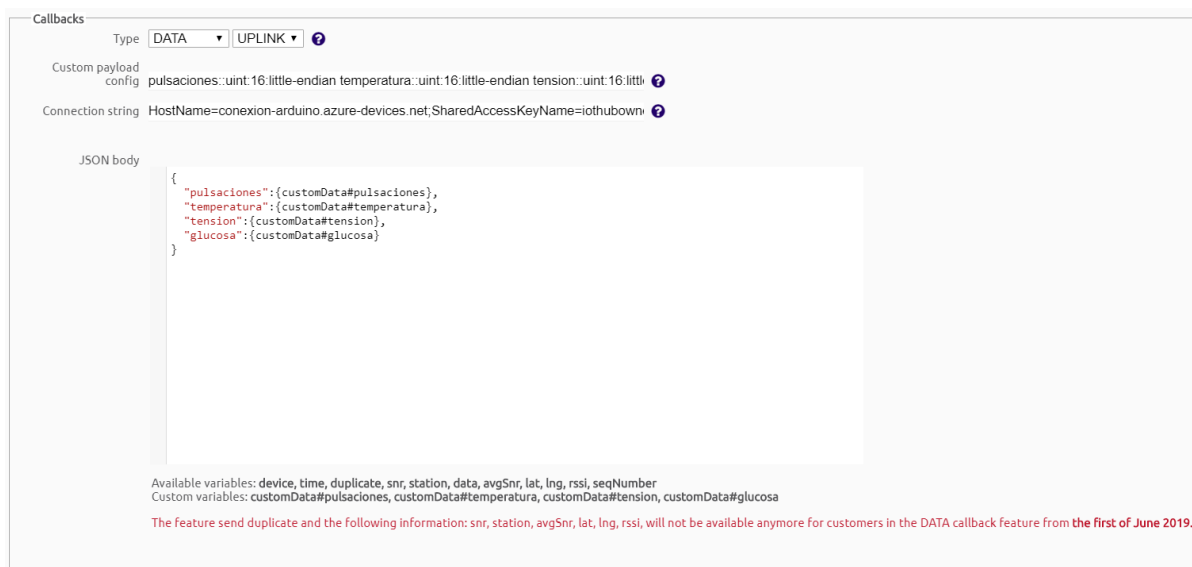 Callbacks
Type DATA UPLINK ?
Custom payload
config pulsaciones::uint:16:little-endian temperatura::uint:16:little-endian tension::uint:16:littl ?
Connection string HostName=conexion-arduino.azure-devices.net;SharedAccessKeyName=iothubown ?
JSON body
{
"pulsaciones":{customData#pulsaciones},
"temperatura":{customData#temperatura},
"tension":{customData#tension},
"glucosa":{customData#glucosa}
}
Available variables: device, time, duplicate, snr, station, data, avgSnr, lat, lng, rssi, seqNumber
Custom variables: customData#pulsaciones, customData#temperatura, customData#tension, customData#glucosa
The feature send duplicate and the following information: snr, station, avgSnr, lat, lng, rssi, will not be available anymore for customers in the DATA callback feature from the first of June 2019.